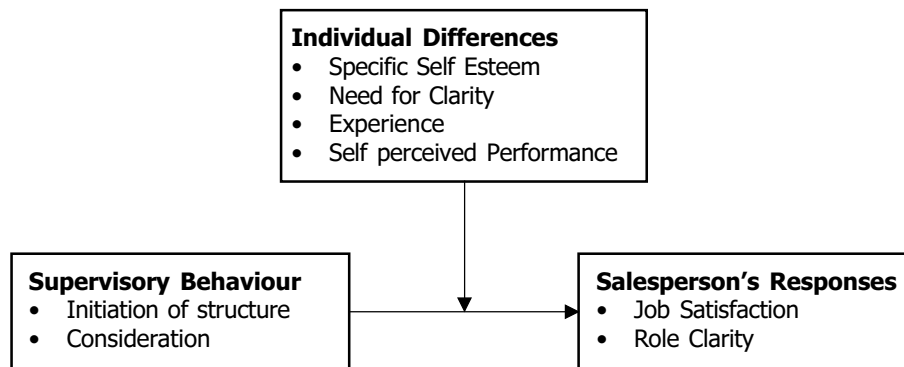 Individual Differences
• Specific Self Esteem
• Need for Clarity
• Experience
• Self perceived Performance
Supervisory Behaviour
• Initiation of structure
• Consideration
Salesperson's Responses
• Job Satisfaction
• Role Clarity